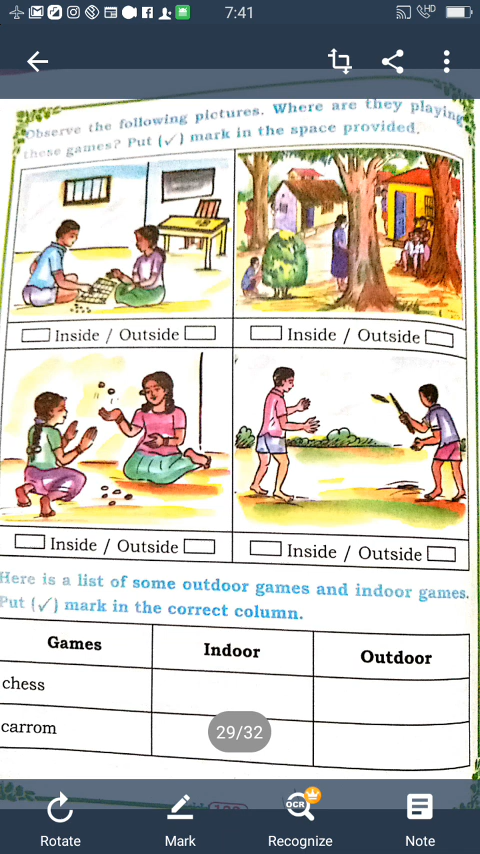 7:41
HD
Observe the following pictures. Where are they playing
these games? Put (✓) mark in the space provided.
Inside / Outside
Inside / Outside
Inside / Outside
Inside / Outside
Here is a list of some outdoor games and indoor games.
Put (✓) mark in the correct column.
Games Indoor Outdoor
chess
carrom
29/32
OCR
Rotate Mark Recognize Note